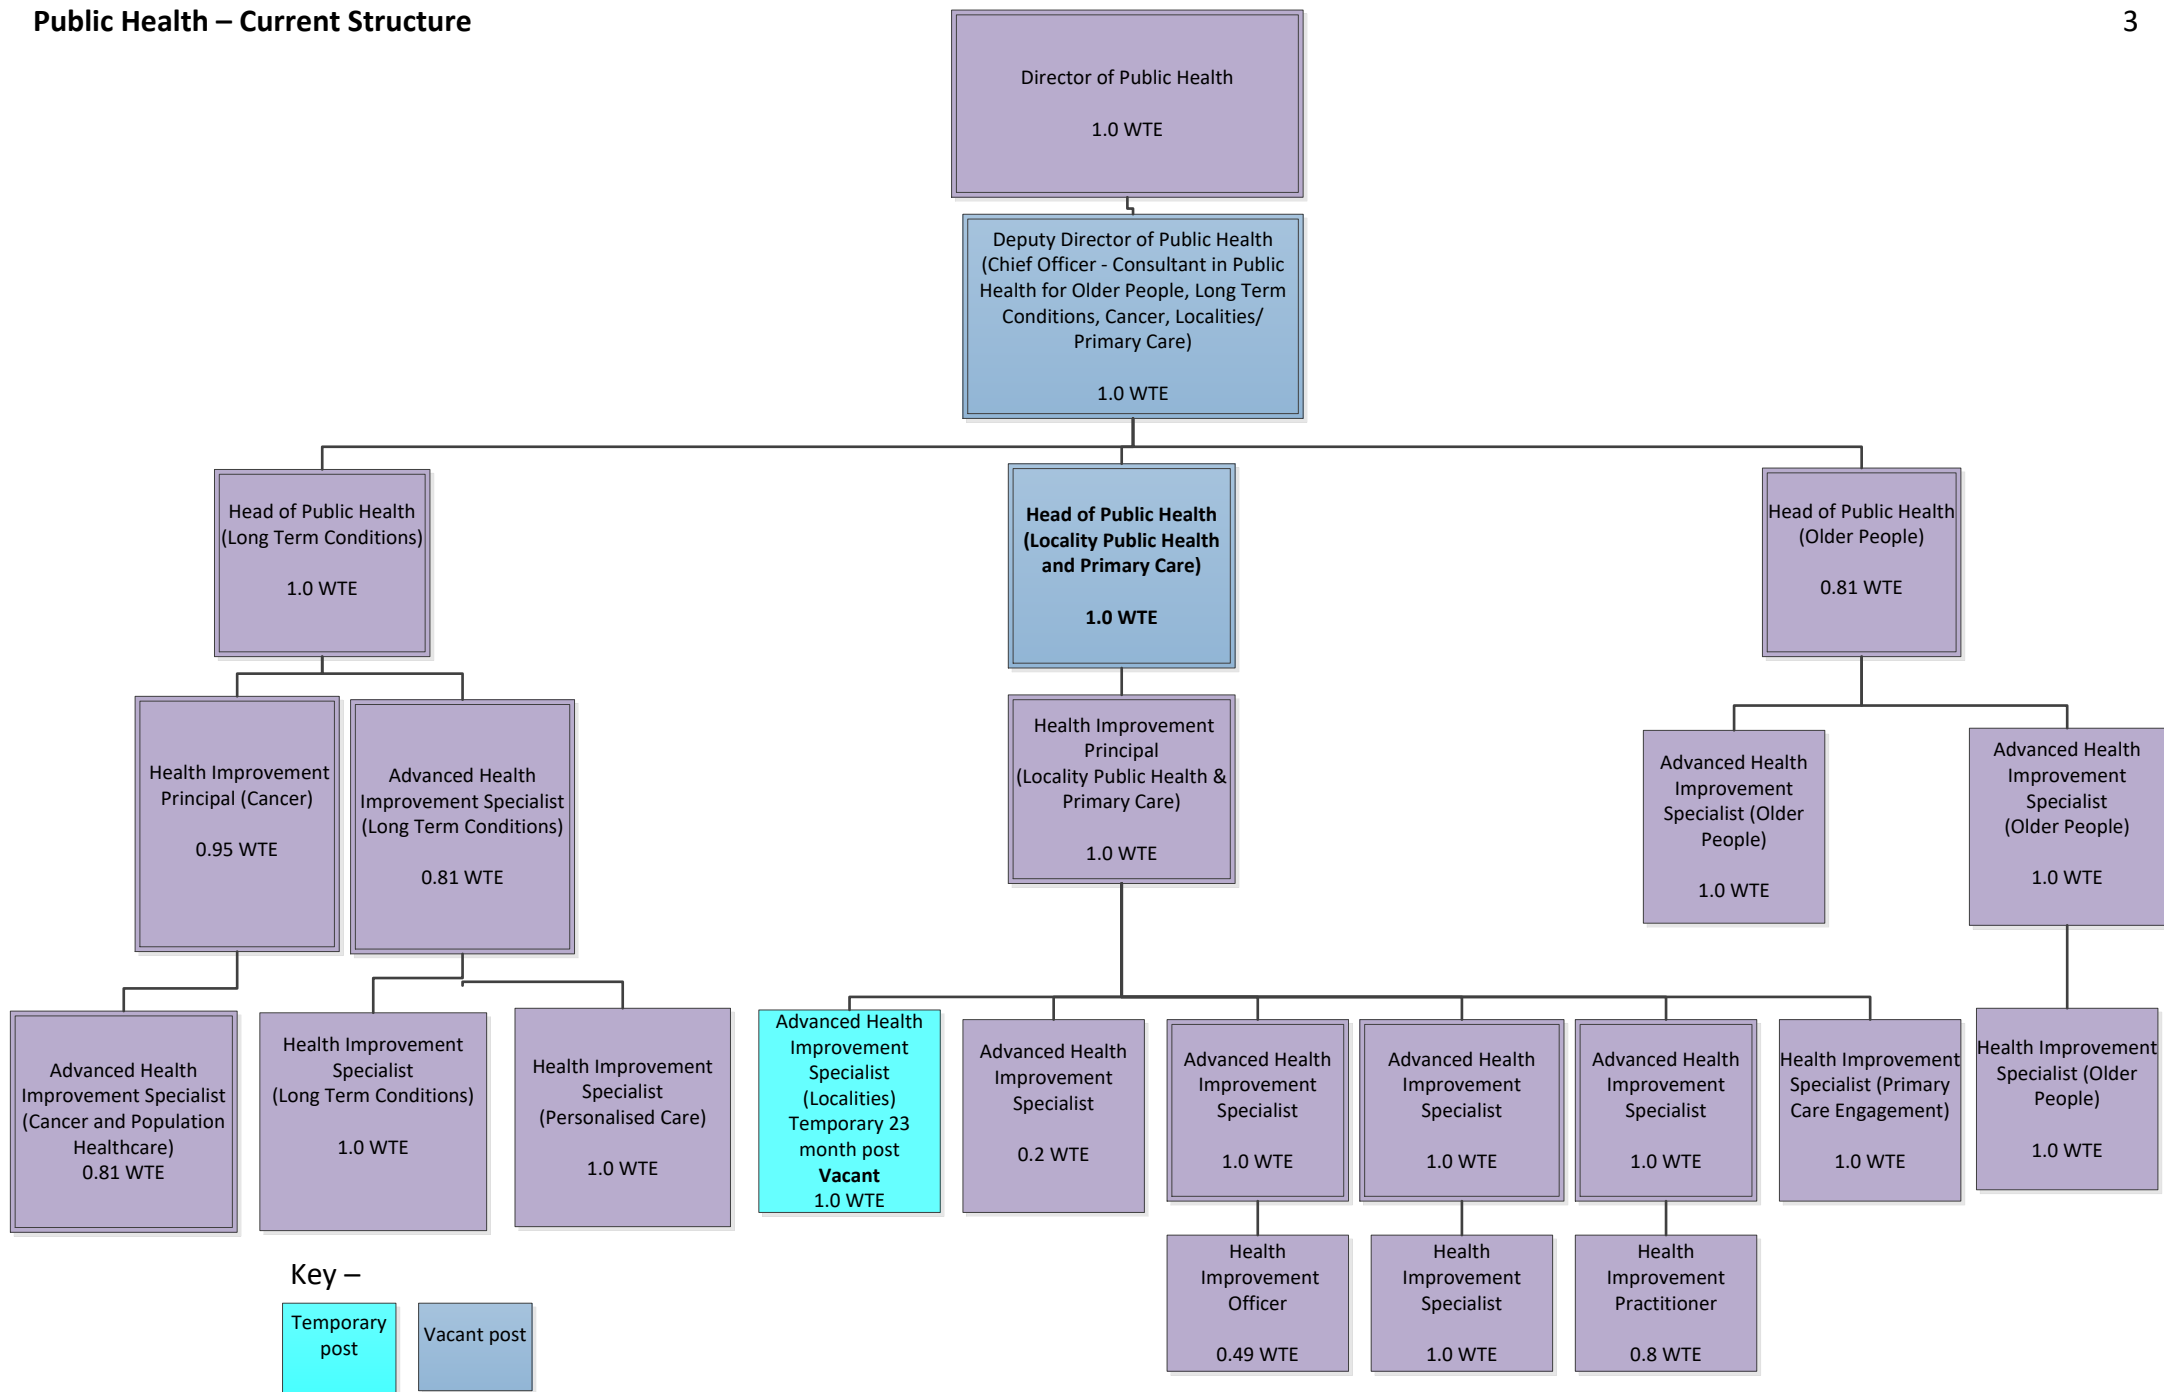 Public Health – Current Structure
3
Director of Public Health
1.0 WTE
Deputy Director of Public Health
(Chief Officer - Consultant in Public
Health for Older People, Long Term
Conditions, Cancer, Localities/
Primary Care)
1.0 WTE
Head of Public Health
(Long Term Conditions)
1.0 WTE
Head of Public Health
(Locality Public Health
and Primary Care)
1.0 WTE
Head of Public Health
(Older People)
0.81 WTE
Health Improvement
Principal (Cancer)
0.95 WTE
Advanced Health
Improvement Specialist
(Long Term Conditions)
0.81 WTE
Health Improvement
Principal
(Locality Public Health &
Primary Care)
1.0 WTE
Advanced Health
Improvement
Specialist (Older
People)
1.0 WTE
Advanced Health
Improvement
Specialist
(Older People)
1.0 WTE
Advanced Health
Improvement Specialist
(Cancer and Population
Healthcare)
0.81 WTE
Health Improvement
Specialist
(Long Term Conditions)
1.0 WTE
Health Improvement
Specialist
(Personalised Care)
1.0 WTE
Advanced Health
Improvement
Specialist
(Localities)
Temporary 23
month post
Vacant
1.0 WTE
Advanced Health
Improvement
Specialist
0.2 WTE
Advanced Health
Improvement
Specialist
1.0 WTE
Advanced Health
Improvement
Specialist
1.0 WTE
Advanced Health
Improvement
Specialist
1.0 WTE
Health Improvement
Specialist (Primary
Care Engagement)
1.0 WTE
Health Improvement
Specialist (Older
People)
1.0 WTE
Health
Improvement
Officer
0.49 WTE
Health
Improvement
Specialist
1.0 WTE
Health
Improvement
Practitioner
0.8 WTE
Key –
Temporary
post
Vacant post